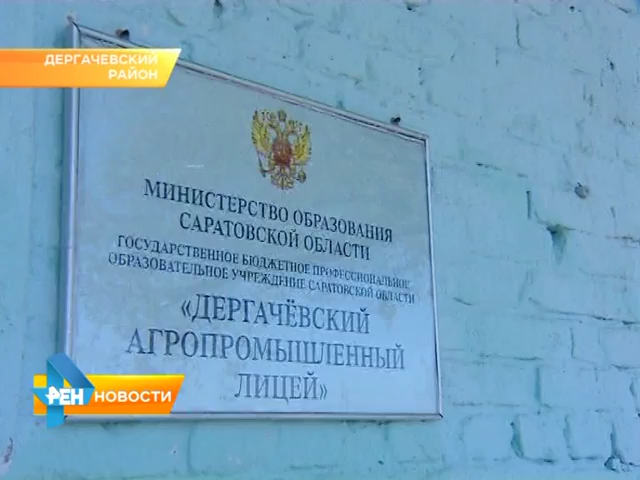 ДЕРГАЧЕВСКИЙ
РАЙОН
МИНИСТЕРСТВО ОБРАЗОВАНИЯ
САРАТОВСКОЙ ОБЛАСТИ
ГОСУДАРСТВЕННОЕ БЮДЖЕТНОЕ ПРОФЕССИОНАЛЬНОЕ
ОБРАЗОВАТЕЛЬНОЕ УЧРЕЖДЕНИЕ САРАТОВСКОЙ ОБЛАСТИ
«ДЕРГАЧЁВСКИЙ
АГРОПРОМЫШЛЕННЫЙ
ЛИЦЕЙ»
РЕН НОВОСТИ